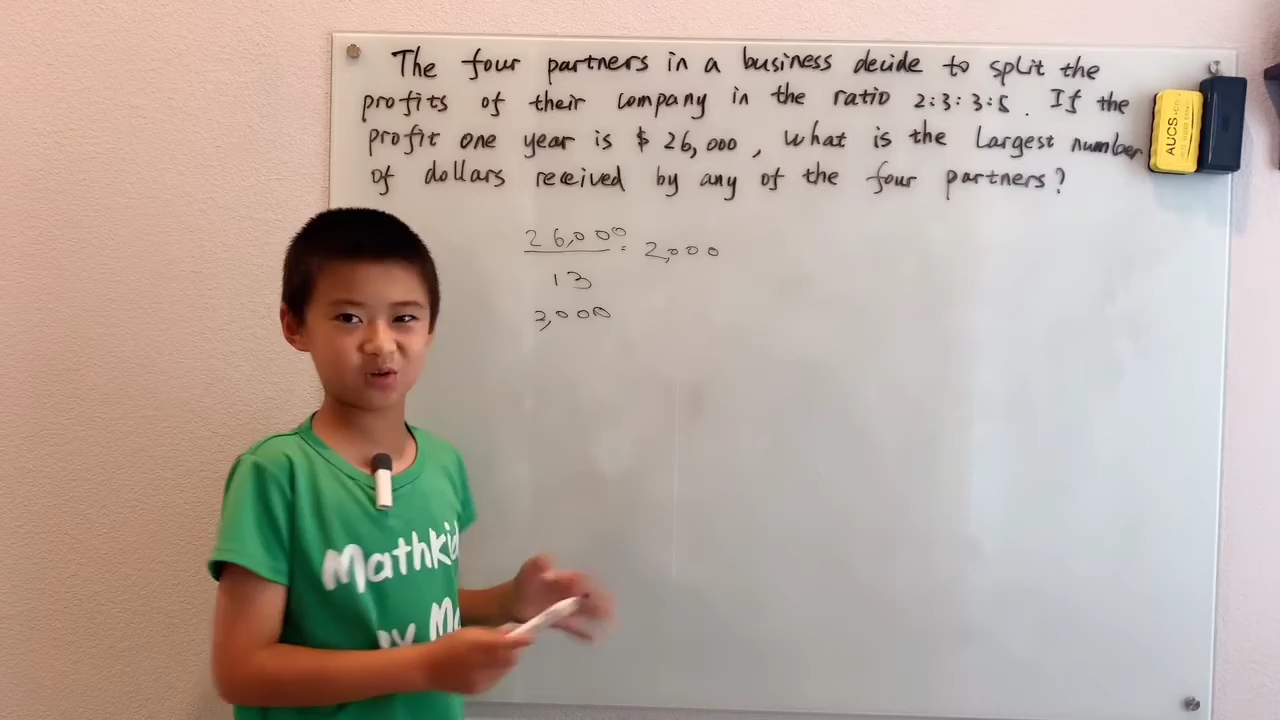 The four partners in a business decide to split the
profits of their company in the ratio 2:3:3:5. If the
profit one year is $ 26,000, what is the largest number
of dollars received by any of the four partners?
26,000
= 2,000
13
2,000
AUCS.cn
Mathkid